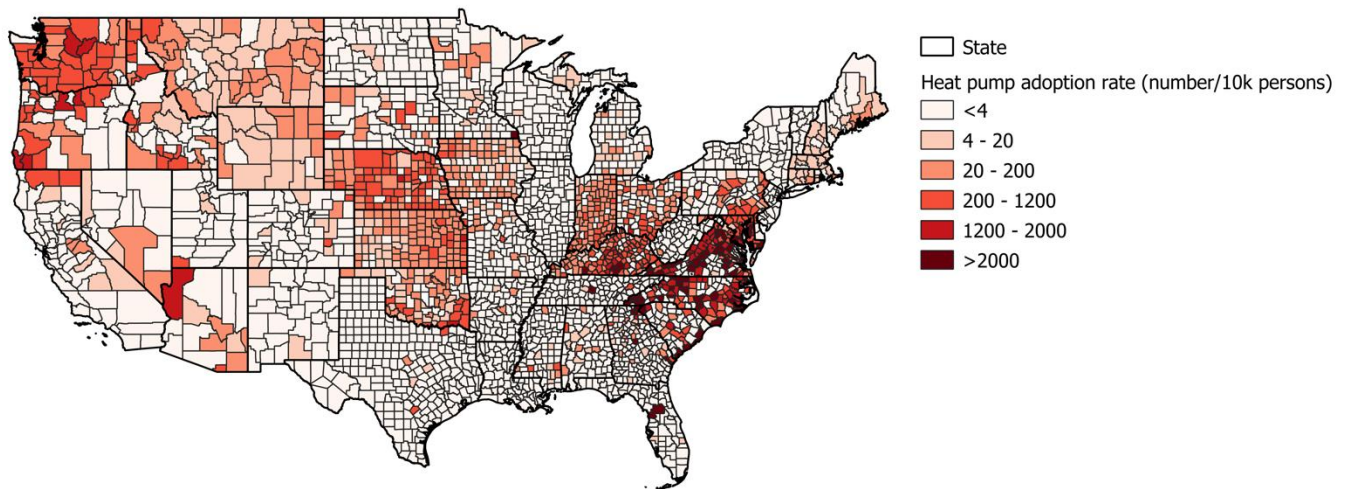 State
Heat pump adoption rate (number/10k persons)
<4
4 - 20
20 - 200
200 - 1200
1200 - 2000
>2000